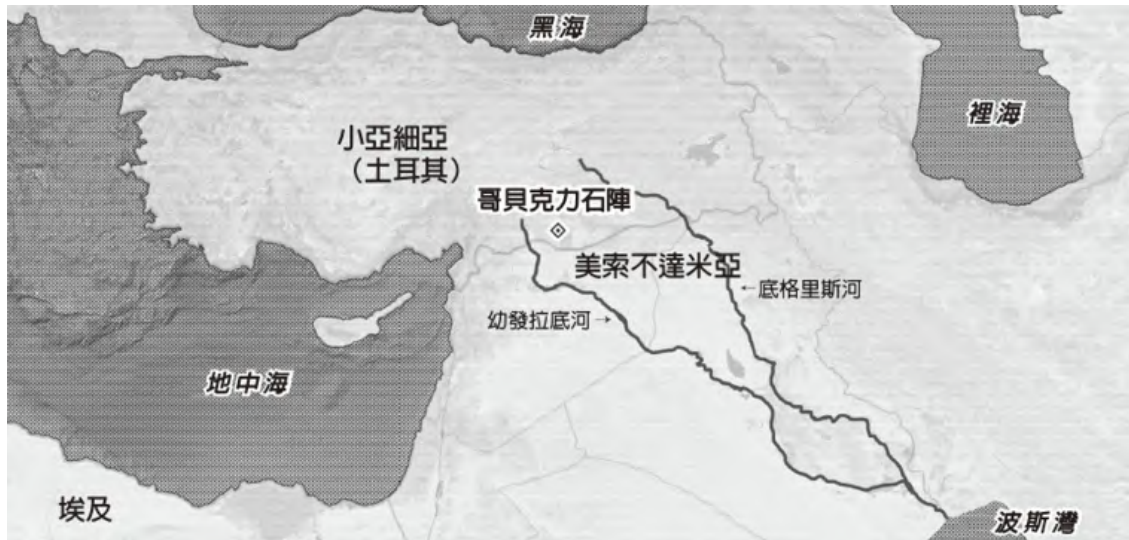 黑海
裡海
小亞細亞
（土耳其）
哥貝克力石陣
美索不達米亞
←底格里斯河
幼發拉底河→
地中海
埃及
波斯灣